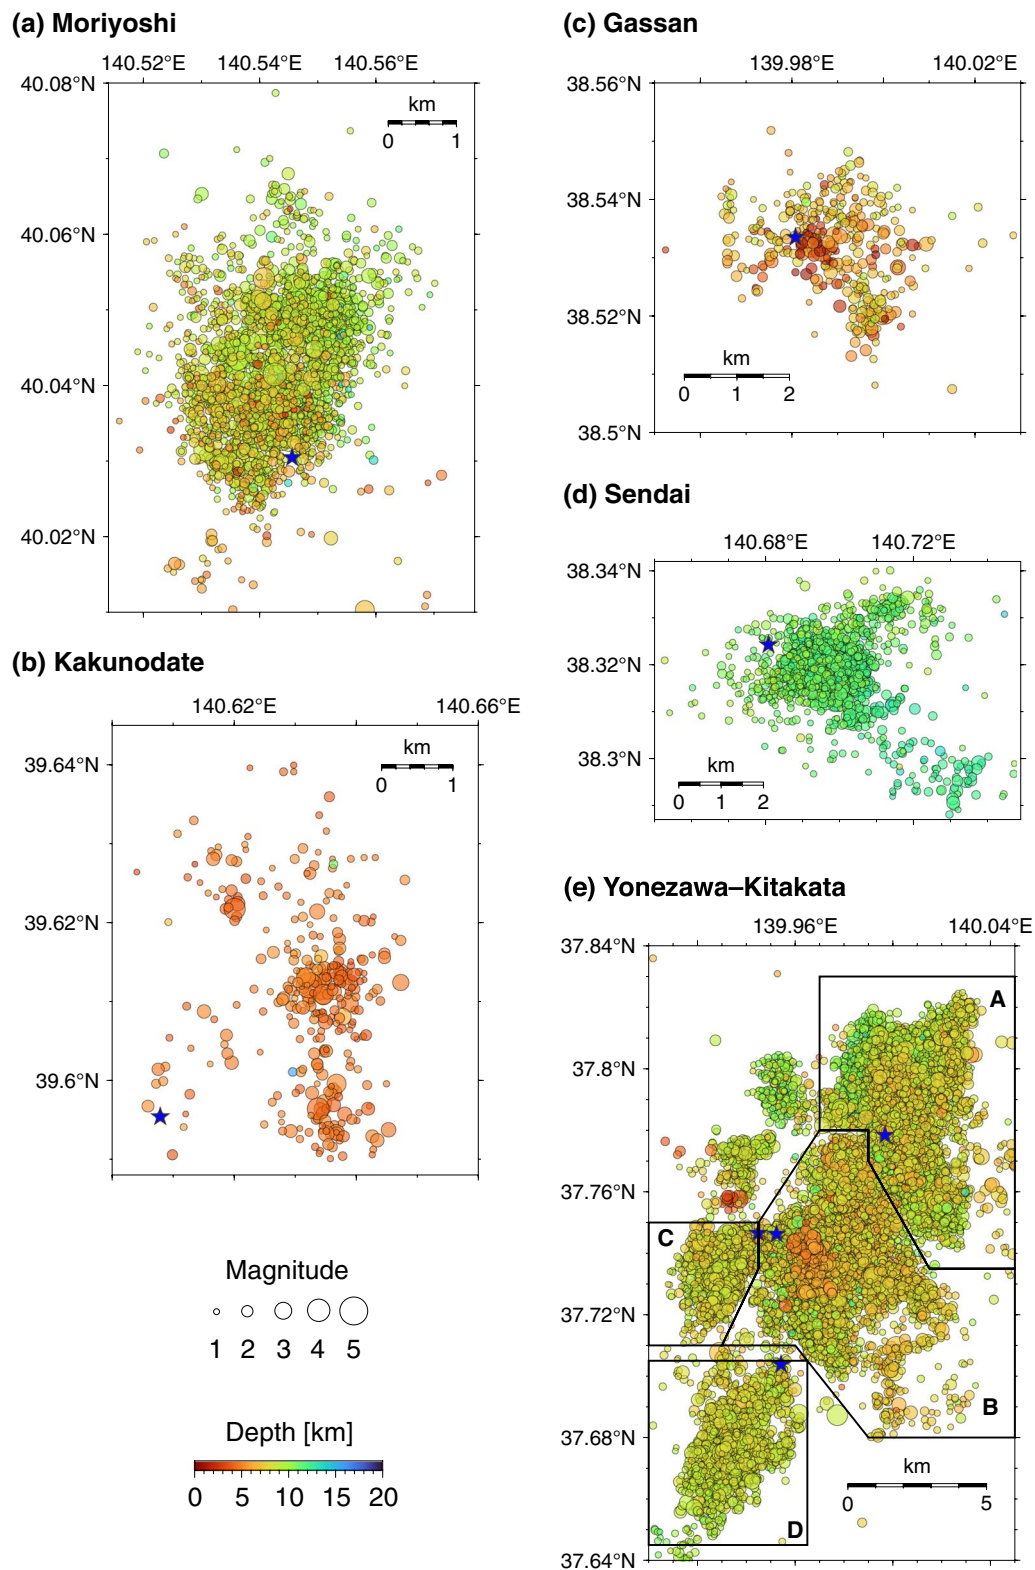 (a) Moriyoshi
140.52°E 140.54°E 140.56°E
40.08°N
km
0 1
40.06°N
40.04°N
40.02°N
(b) Kakunodate
140.62°E 140.66°E
39.64°N
km
0 1
39.62°N
39.6°N
Magnitude
1 2 3 4 5
Depth [km]
0 5 10 15 20
(c) Gassan
139.98°E 140.02°E
38.56°N
38.54°N
38.52°N
km
0 1 2
38.5°N
(d) Sendai
140.68°E 140.72°E
38.34°N
38.32°N
38.3°N
km
0 1 2
(e) Yonezawa–Kitakata
139.96°E 140.04°E
37.84°N
A
37.8°N
37.76°N
C
37.72°N
B
37.68°N
km
0 5
D
37.64°N